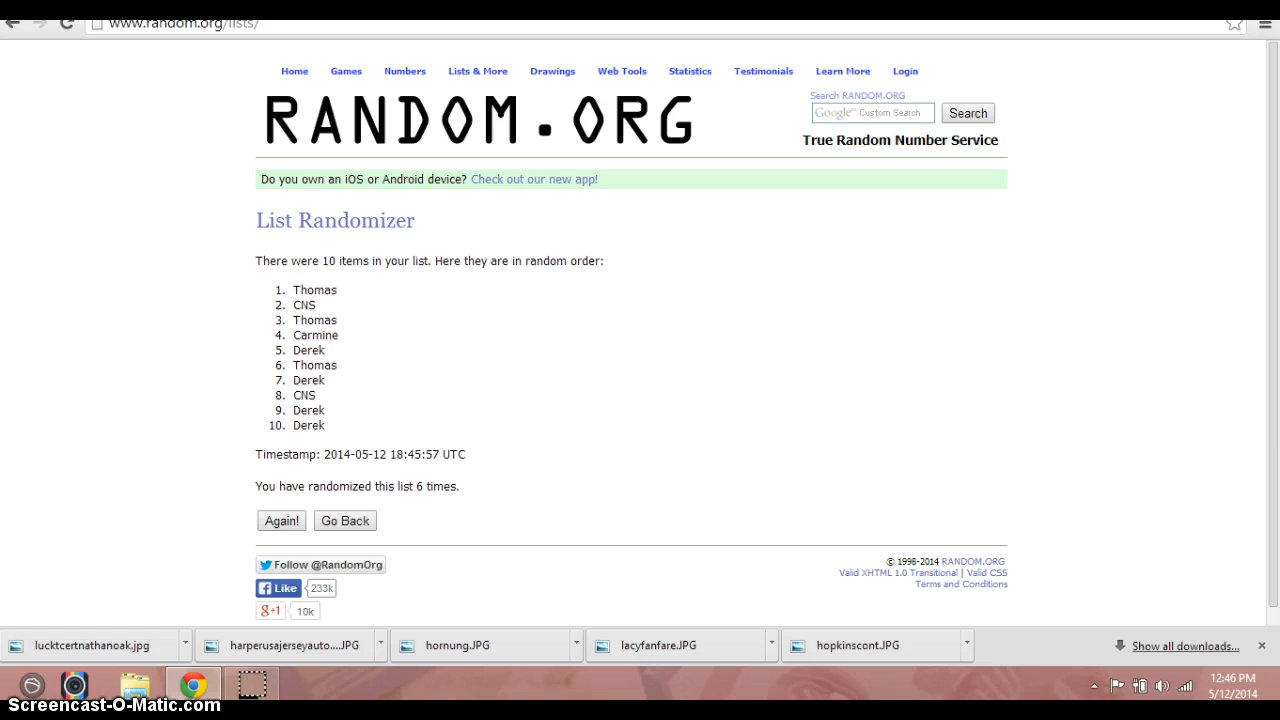 www.random.org/lists/
Home Games Numbers Lists & More Drawings Web Tools Statistics Testimonials Learn More Login
RANDOM.ORG
Search RANDOM.ORG
Google™ Custom Search Search
True Random Number Service
Do you own an iOS or Android device? Check out our new app!
List Randomizer
There were 10 items in your list. Here they are in random order:
1. Thomas
2. CNS
3. Thomas
4. Carmine
5. Derek
6. Thomas
7. Derek
8. CNS
9. Derek
10. Derek
Timestamp: 2014-05-12 18:45:57 UTC
You have randomized this list 6 times.
Again! Go Back
Follow @RandomOrg
Like 233k
g+1 10k
© 1998-2014 RANDOM.ORG
Valid XHTML 1.0 Transitional | Valid CSS
Terms and Conditions
lucktcertnathanoak.jpg harperusajerseyauto....JPG hornung.JPG lacyfanfare.JPG hopkinscont.JPG Show all downloads...
12:46 PM
5/12/2014
Screencast-O-Matic.com